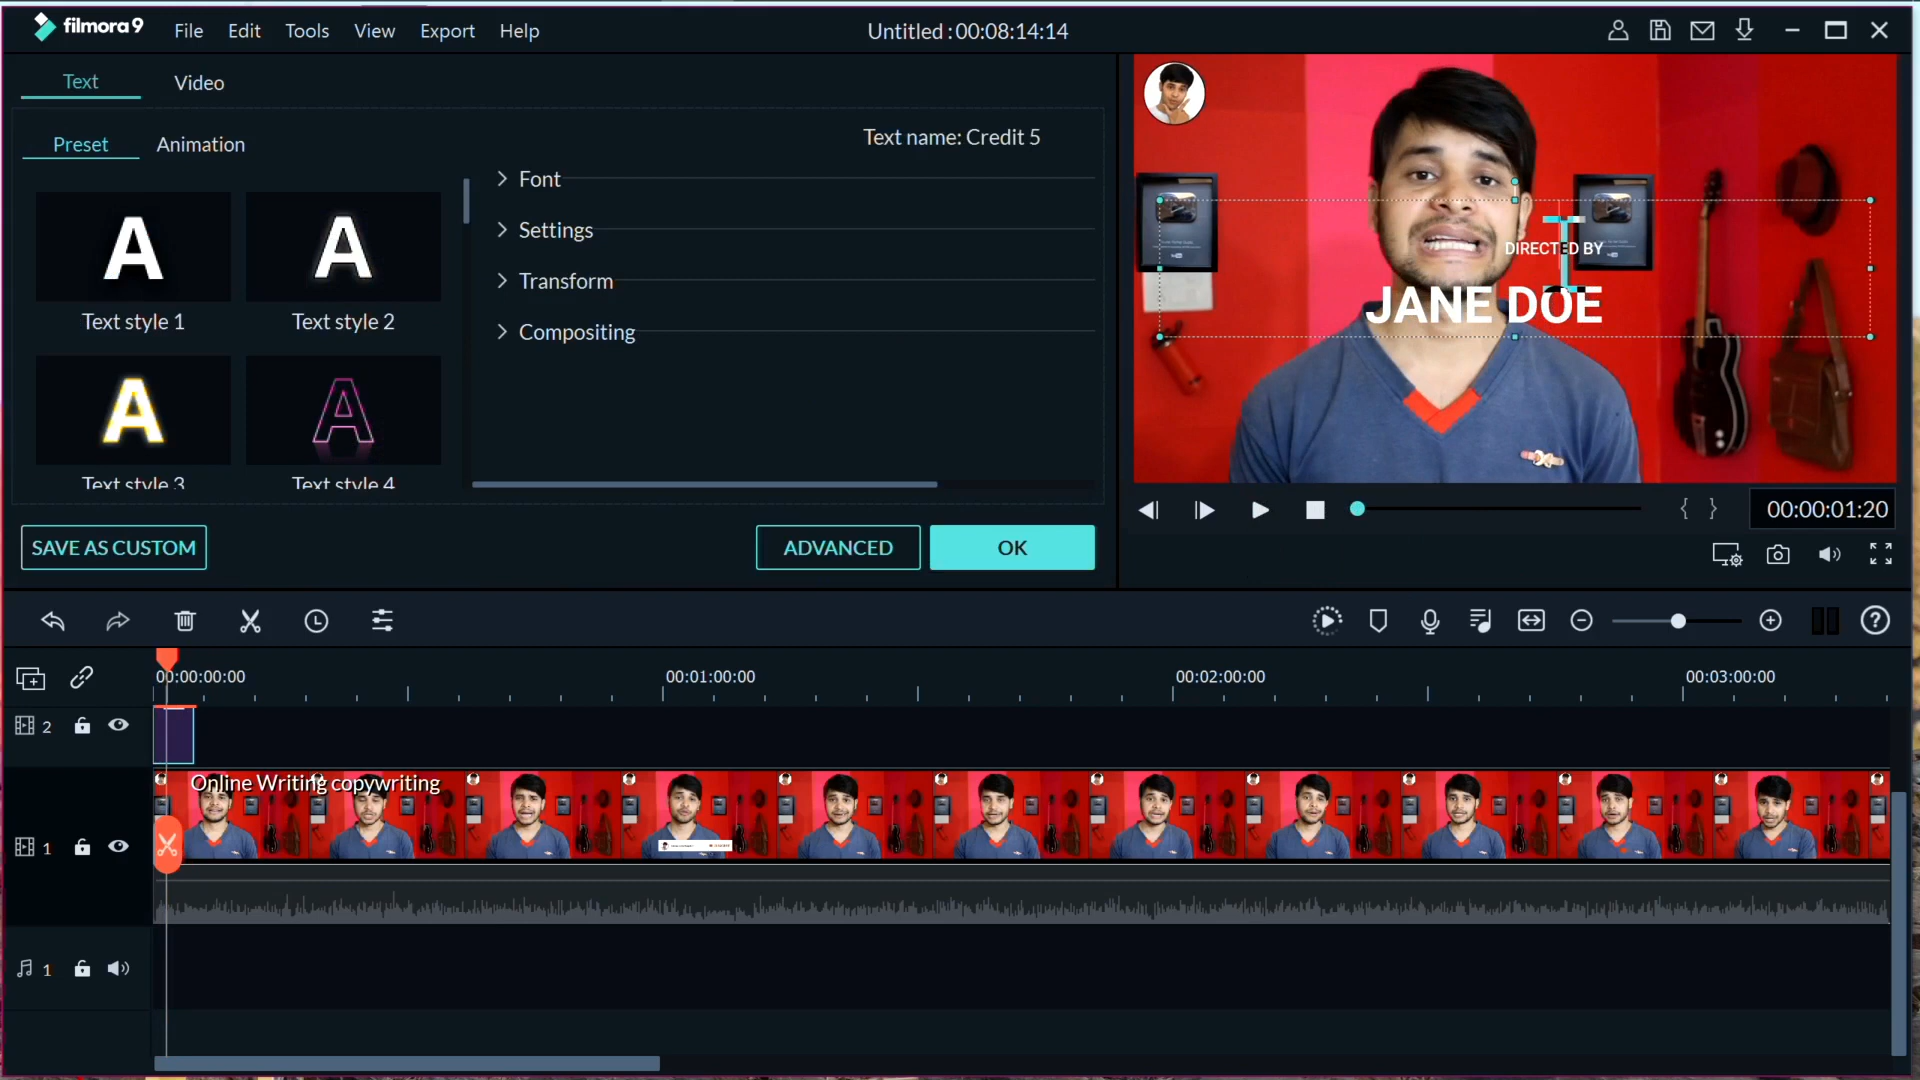 filmora 9
File Edit Tools View Export Help
Untitled : 00:08:14:14
Text Video
Preset Animation
Text name: Credit 5
Font
Settings
Transform
Compositing
A A
Text style 1 Text style 2
A A
Text style 3 Text style 4
SAVE AS CUSTOM ADVANCED OK
DIRECTED BY
JANE DOE
{ } 00:00:01:20
00:00:00:00 00:01:00:00 00:02:00:00 00:03:00:00
2
Online Writing copywriting
1
1